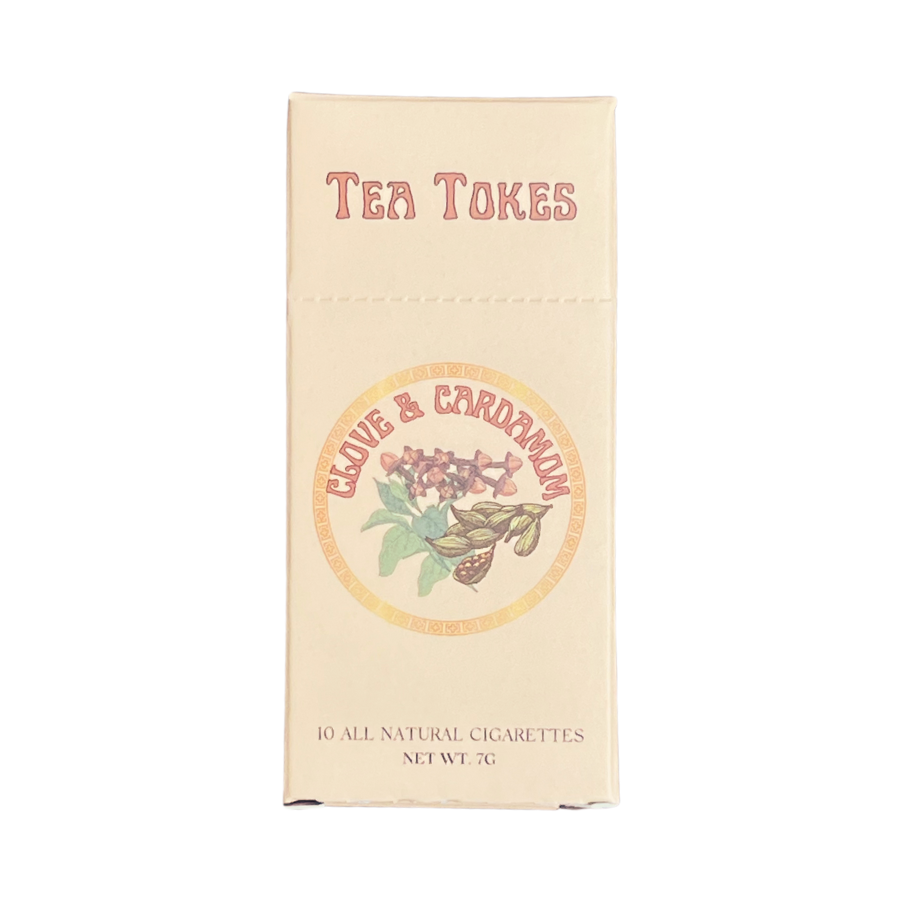 TEA TOKES
CLOVE & CARDAMOM
10 ALL NATURAL CIGARETTES
NET WT. 7G